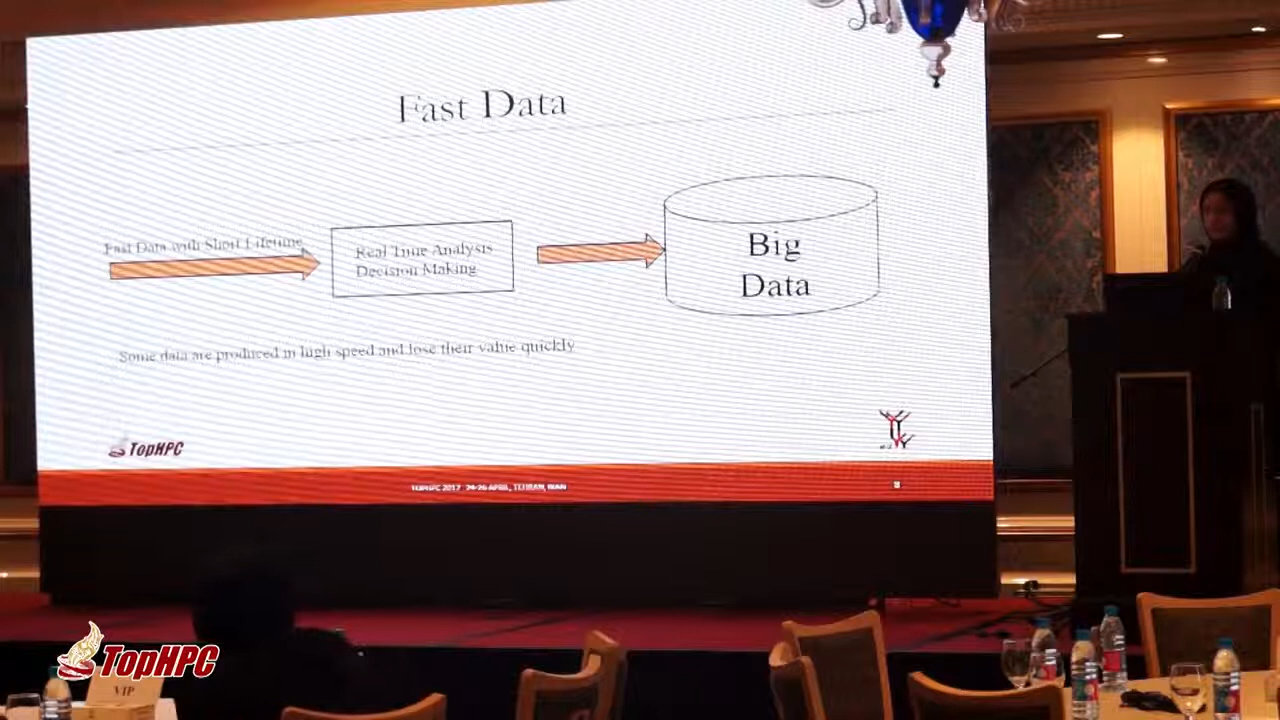 Fast Data
Fast Data with Short Lifetime
Real Time Analysis
Decision Making
Big
Data
Some data are produced in high speed and lose their value quickly
TopHPC
TOPHPC 2017 24-26 APRIL, TEHRAN, IRAN
TopHPC
VIP